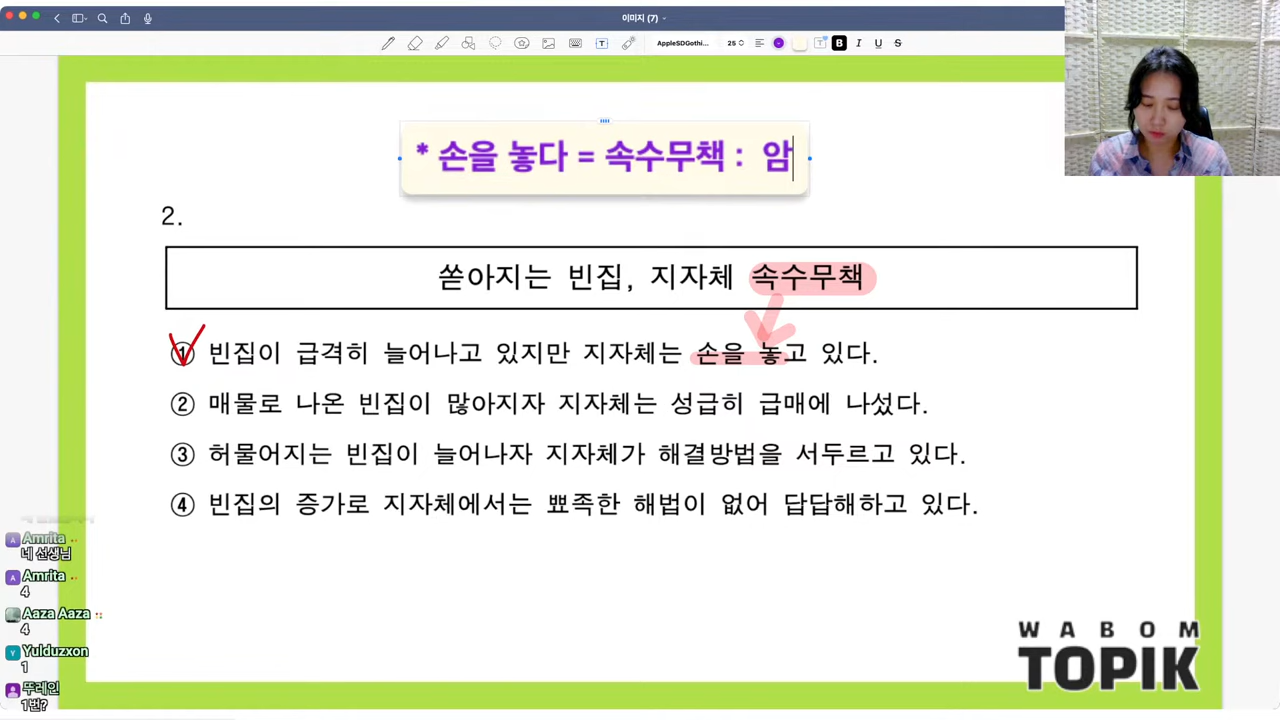 이미지 (7)
AppleSDGothi...
25
B I U S
* 손을 놓다 = 속수무책 : 암
2.
쏟아지는 빈집, 지자체 속수무책
① 빈집이 급격히 늘어나고 있지만 지자체는 손을 놓고 있다.
② 매물로 나온 빈집이 많아지자 지자체는 성급히 급매에 나섰다.
③ 허물어지는 빈집이 늘어나자 지자체가 해결방법을 서두르고 있다.
④ 빈집의 증가로 지자체에서는 뾰족한 해법이 없어 답답해하고 있다.
A Amrita
네 선생님
A Amrita
4
Aaza Aaza
4
Y Yulduzxon
1
뚜레인
1번?
WABOM
TOPIK